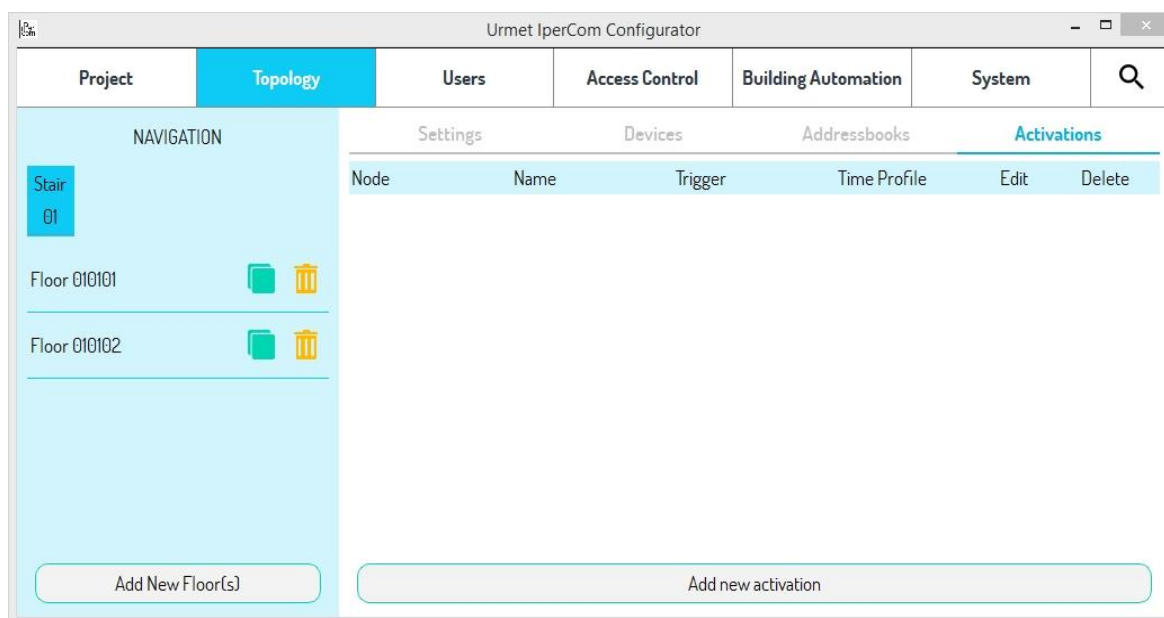 Urmet IperCom Configurator
Project Topology Users Access Control Building Automation System
NAVIGATION
Settings Devices Addressbooks Activations
Node Name Trigger Time Profile Edit Delete
Stair
01
Floor 010101
Floor 010102
Add New Floor(s)
Add new activation